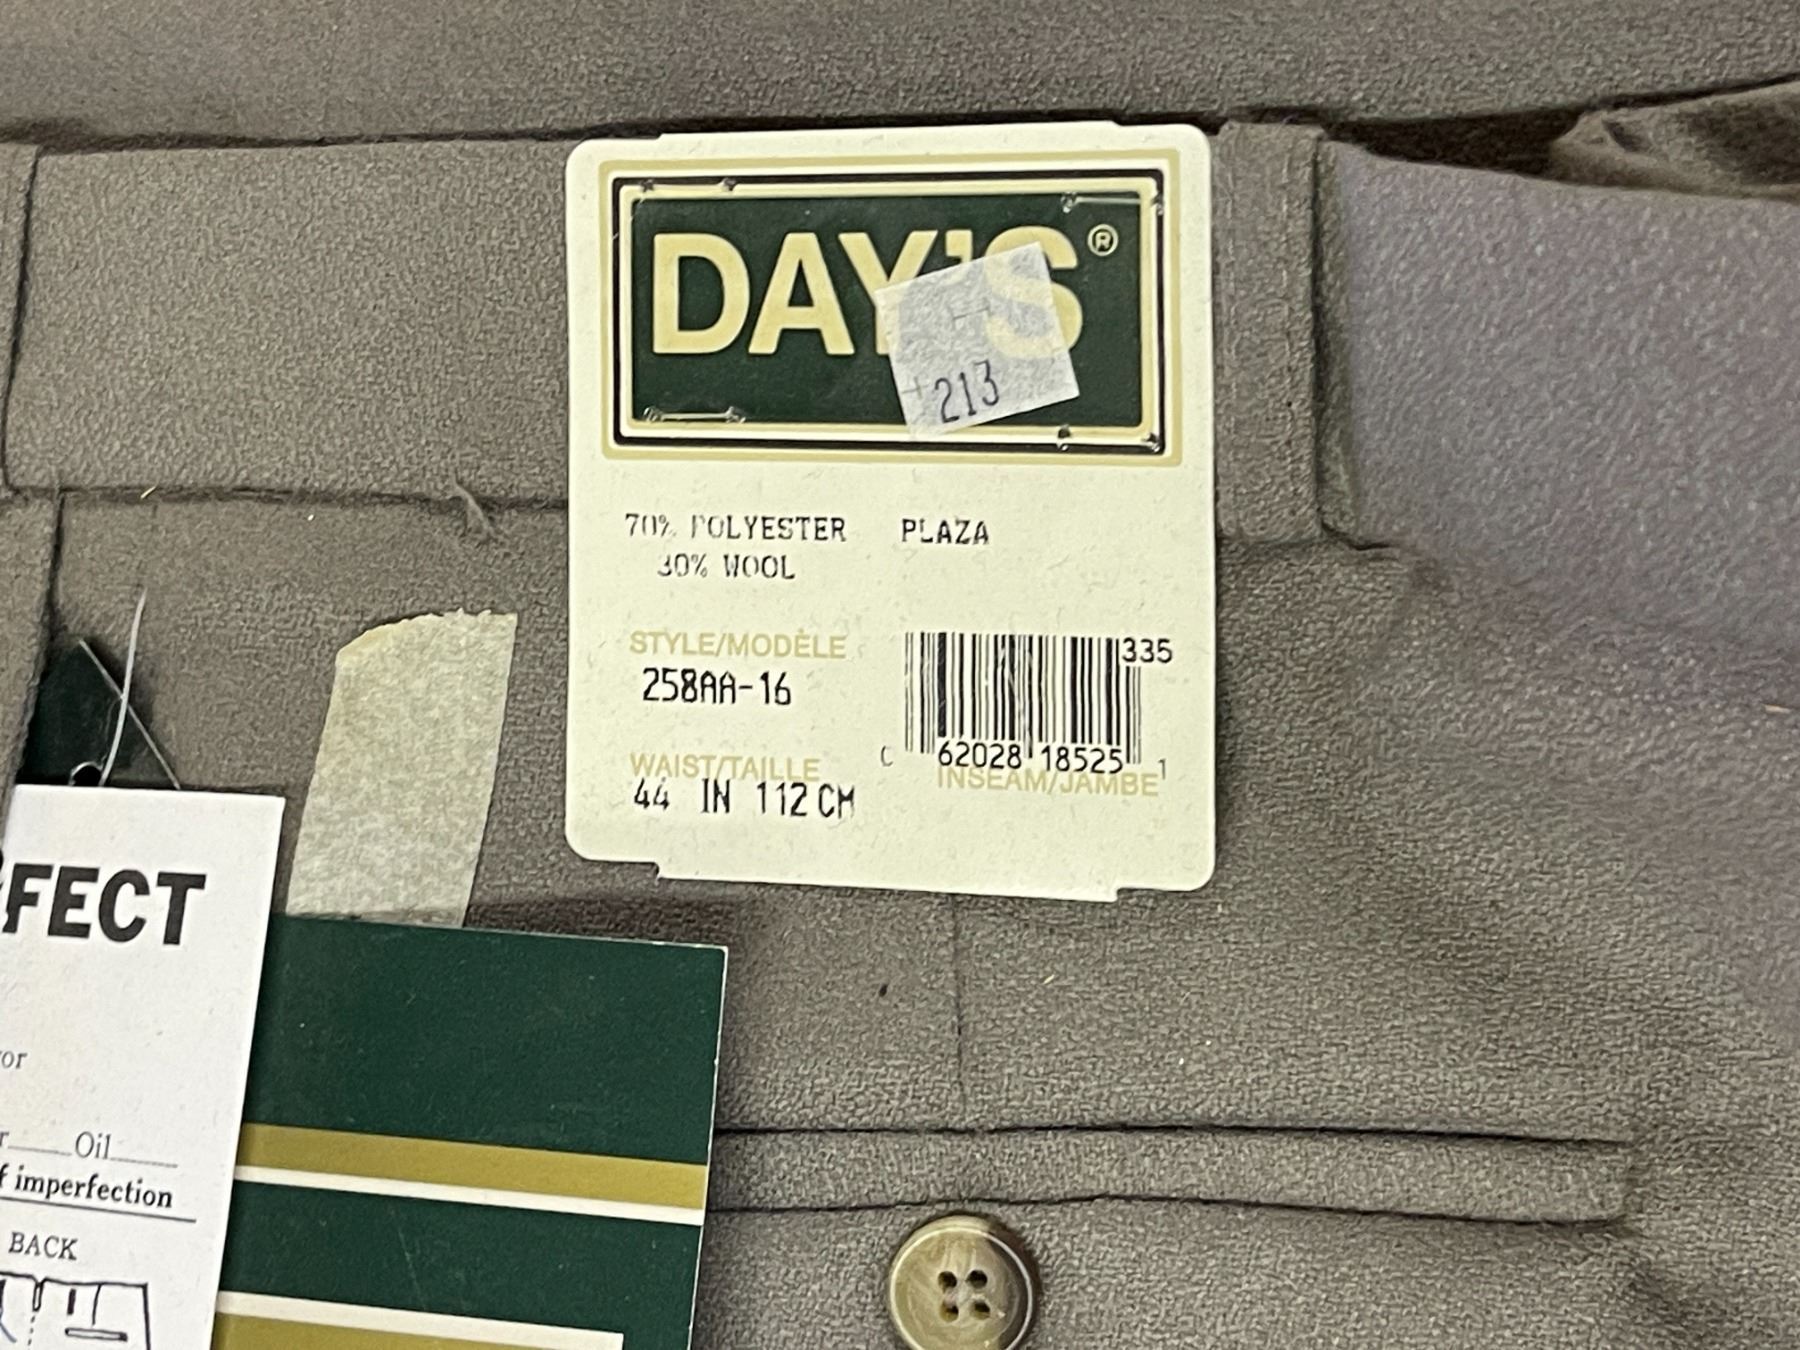 DAY'S®
213
70% POLYESTER PLAZA
30% WOOL
STYLE/MODÈLE
258AA-16
335
62028 18525 1
WAIST/TAILLE
INSEAM/JAMBE
44 IN 112 CM
FECT
Oil
imperfection
BACK